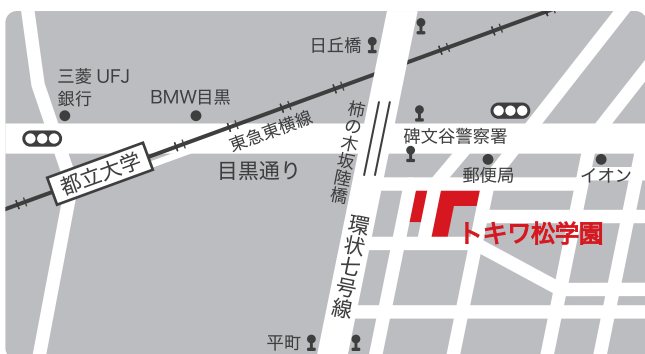 日丘橋
三菱 UFJ
銀行
BMW目黒
東急東横線
柿の木坂陸橋
碑文谷警察署
都立大学
目黒通り
郵便局
イオン
トキワ松学園
環状七号線
平町